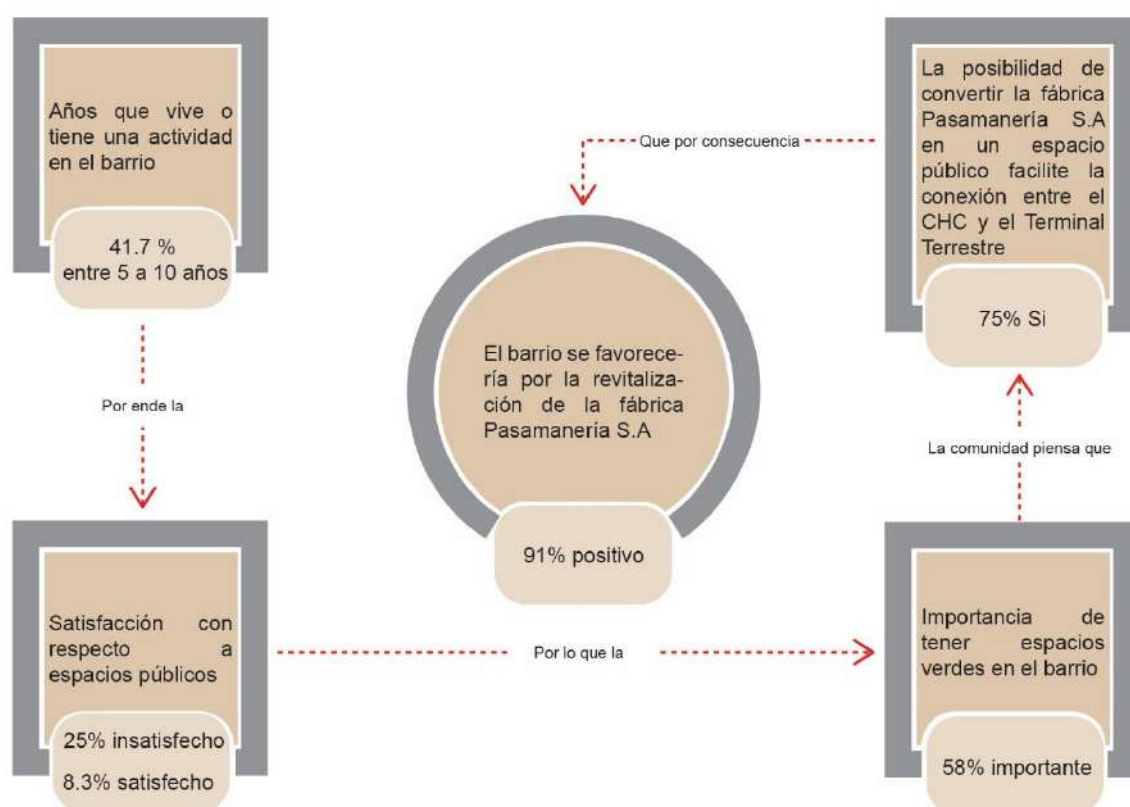 Años que vive o
tiene una actividad
en el barrio
41.7 %
entre 5 a 10 años
Por ende la
Satisfacción con
respecto a
espacios públicos
25% insatisfecho
8.3% satisfecho
Por lo que la
Importancia de
tener espacios
verdes en el barrio
58% importante
La comunidad piensa que
La posibilidad de
convertir la fábrica
Pasamanería S.A
en un espacio
público facilite la
conexión entre el
CHC y el Terminal
Terrestre
75% Si
Que por consecuencia
El barrio se favorece-
ría por la revitaliza-
ción de la fábrica
Pasamanería S.A
91% positivo